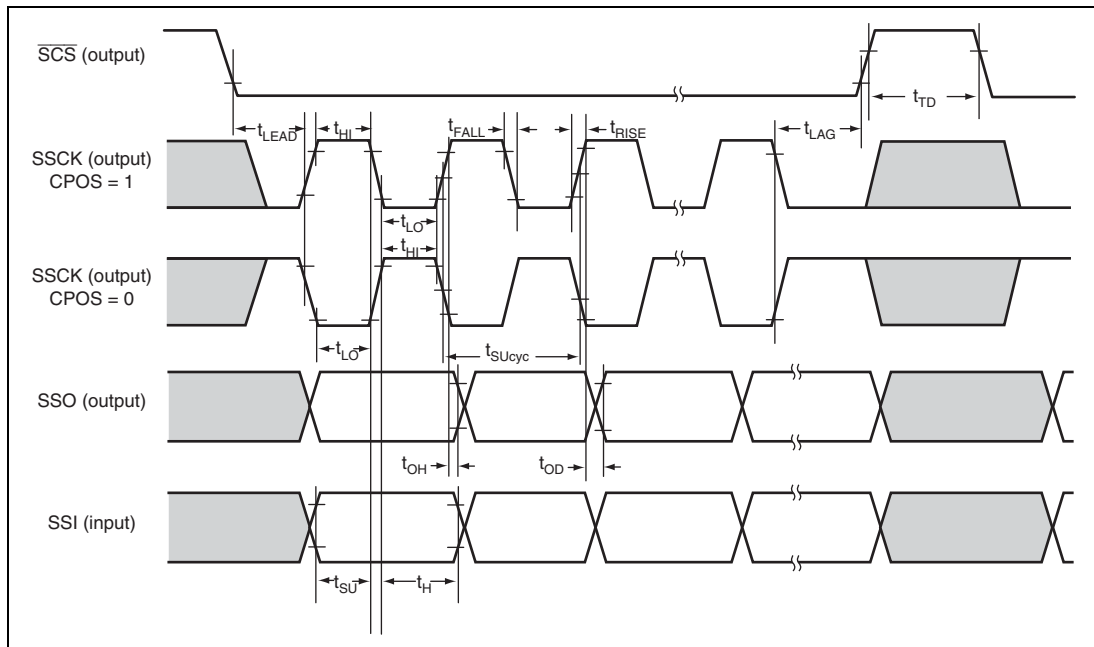 SCS (output)
tTD
tLEAD
tHI
tFALL
tRISE
tLAG
SSCK (output)
CPOS = 1
tLO
tHI
SSCK (output)
CPOS = 0
tLO
tSUcyc
SSO (output)
tOH
tOD
SSI (input)
tSU
tH